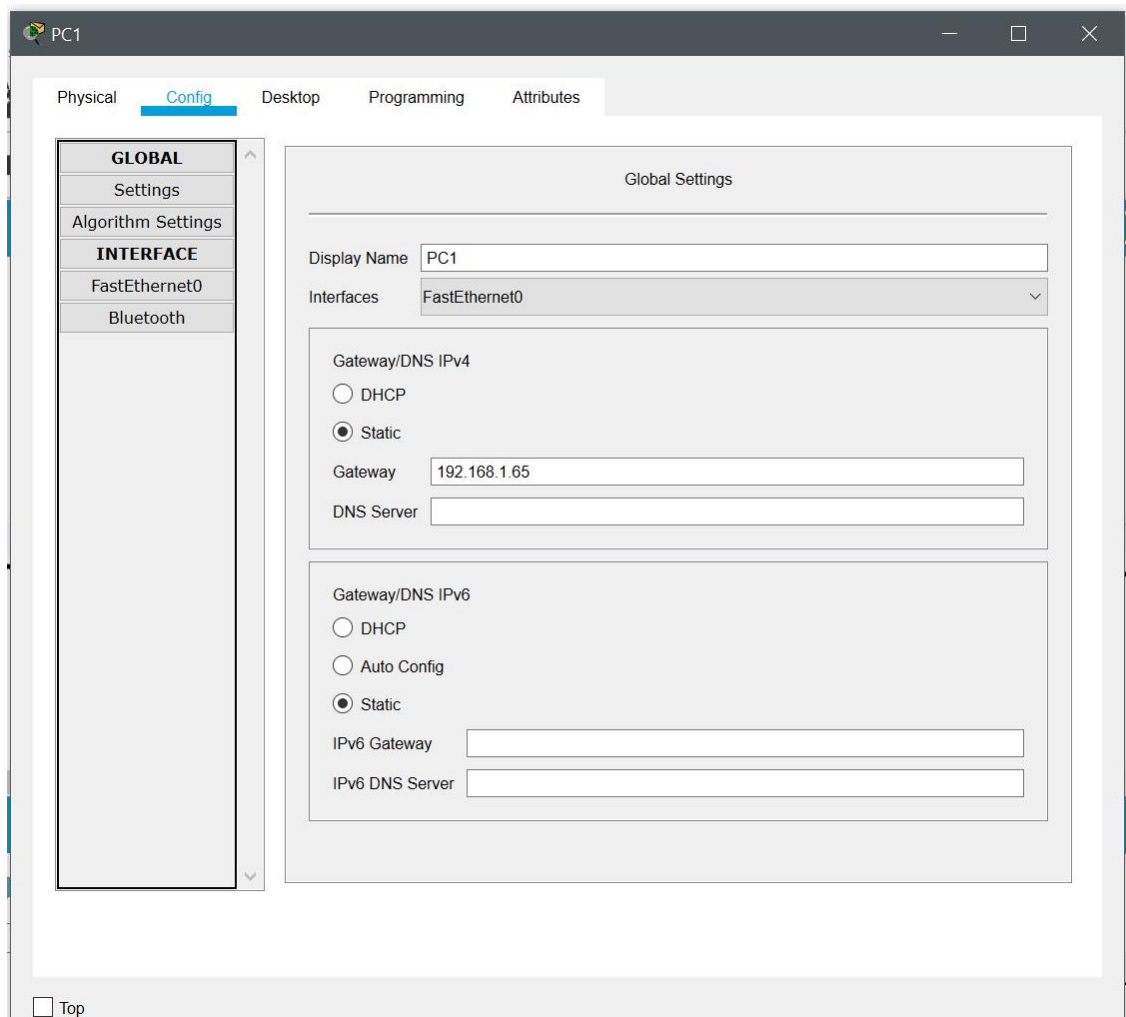 PC1
Physical Config Desktop Programming Attributes
GLOBAL
Settings
Algorithm Settings
INTERFACE
FastEthernet0
Bluetooth
Global Settings
Display Name PC1
Interfaces FastEthernet0
Gateway/DNS IPv4
DHCP
Static
Gateway 192.168.1.65
DNS Server
Gateway/DNS IPv6
DHCP
Auto Config
Static
IPv6 Gateway
IPv6 DNS Server
Top